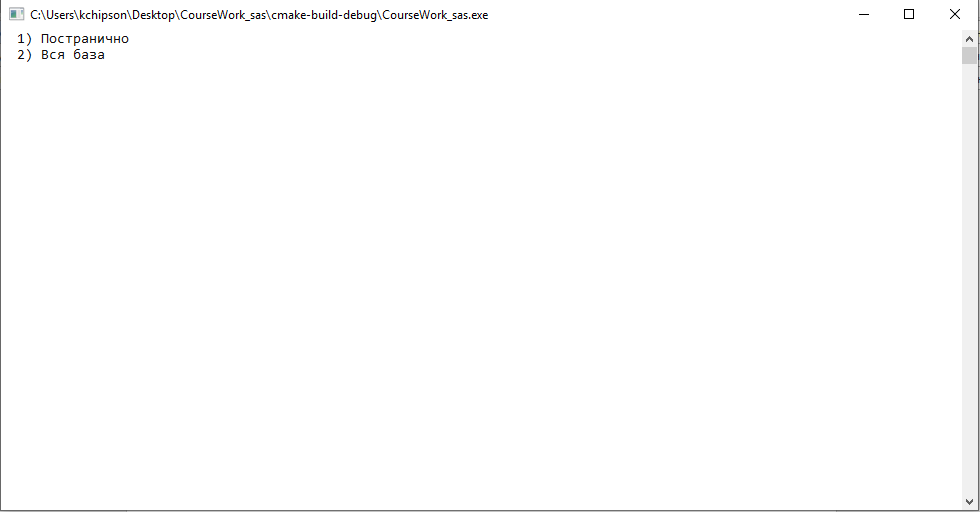 C:\Users\kchipson\Desktop\CourseWork_sas\cmake-build-debug\CourseWork_sas.exe
1) Постранично
2) Вся база